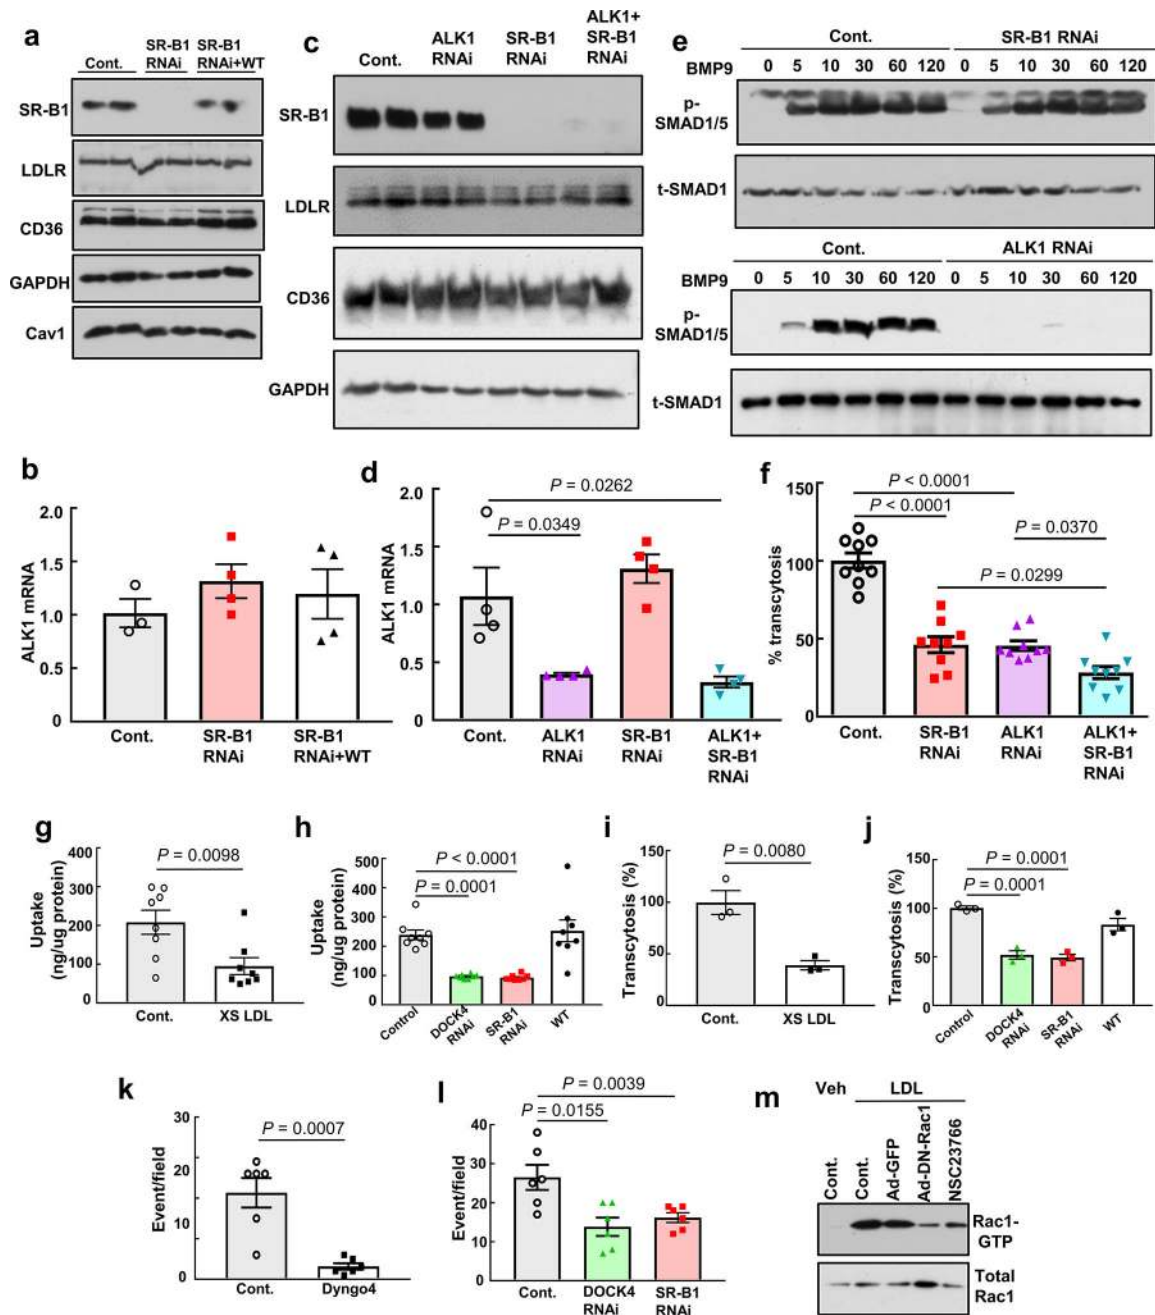 a
SR-B1 SR-B1
Cont. RNAi RNAi+WT
SR-B1
LDLR
CD36
GAPDH
Cav1
c
ALK1+
ALK1 SR-B1 SR-B1
Cont. RNAi RNAi RNAi
SR-B1
LDLR
CD36
GAPDH
e
Cont. SR-B1 RNAi
BMP9 0 5 10 30 60 120 0 5 10 30 60 120
p-
SMAD1/5
t-SMAD1
Cont. ALK1 RNAi
BMP9 0 5 10 30 60 120 0 5 10 30 60 120
p-
SMAD1/5
t-SMAD1
b
ALK1 mRNA
2.0
1.5
1.0
0.5
0
Cont. SR-B1 SR-B1
RNAi RNAi+WT
d
ALK1 mRNA
2.0
1.5
1.0
0.5
0
P = 0.0262
P = 0.0349
Cont. ALK1 SR-B1 ALK1+
RNAi RNAi SR-B1
RNAi
f
% transcytosis
150
100
50
0
P < 0.0001
P < 0.0001
P = 0.0370
P = 0.0299
Cont. SR-B1 ALK1 ALK1+
RNAi RNAi SR-B1
RNAi
g
Uptake
(ng/ug protein)
400
300
200
100
0
P = 0.0098
Cont. XS LDL
h
Uptake
(ng/ug protein)
500
400
300
200
100
0
P < 0.0001
P = 0.0001
Control DOCK4 SR-B1 WT
RNAi RNAi
i
Transcytosis (%)
150
100
50
0
P = 0.0080
Cont. XS LDL
j
Transcytosis (%)
150
100
50
0
P = 0.0001
P = 0.0001
Control DOCK4 SR-B1 WT
RNAi RNAi
k
Event/field
30
20
10
0
P = 0.0007
Cont. Dyngo4
l
Event/field
40
30
20
10
0
P = 0.0039
P = 0.0155
Cont. DOCK4 SR-B1
RNAi RNAi
m
Veh LDL
Cont. Cont. Ad-GFP Ad-DN-Rac1 NSC23766
Rac1-
GTP
Total
Rac1